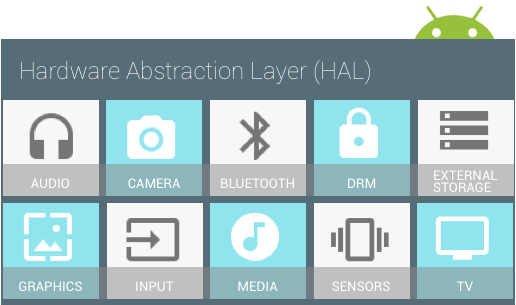 Hardware Abstraction Layer (HAL)
AUDIO
CAMERA
BLUETOOTH
DRM
EXTERNAL
STORAGE
GRAPHICS
INPUT
MEDIA
SENSORS
TV